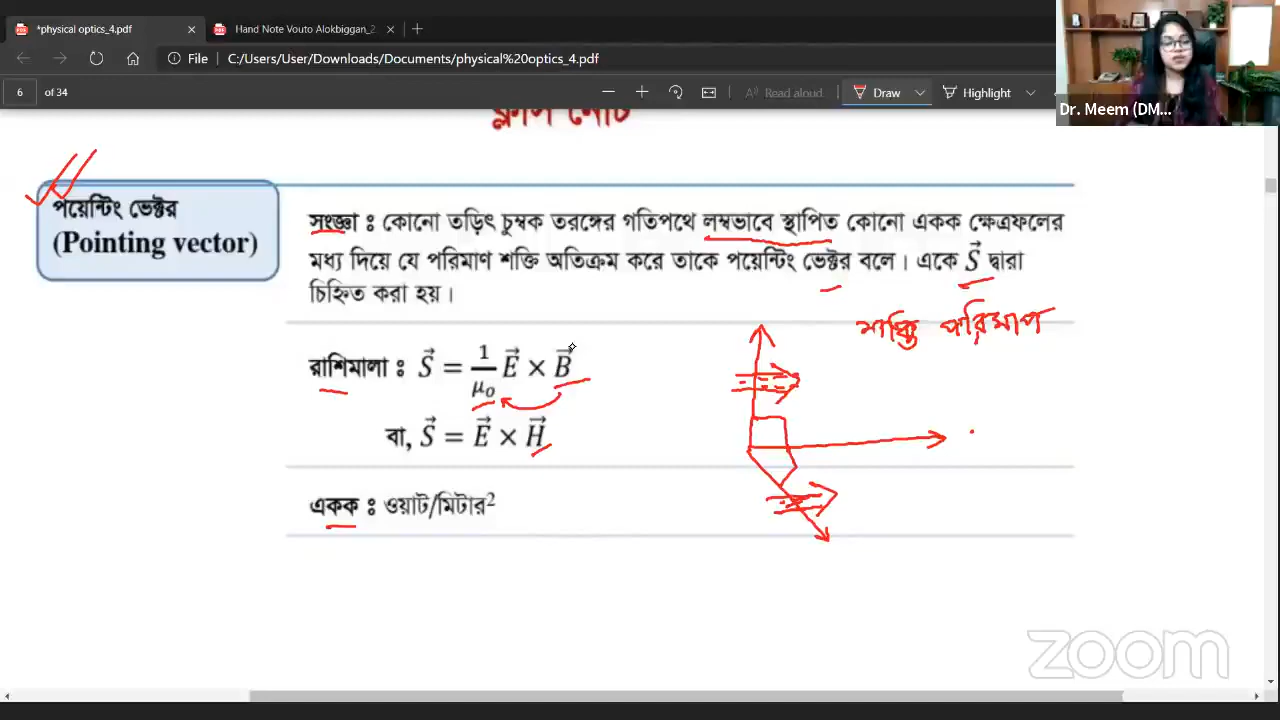 *physical optics_4.pdf
Hand Note Vouto Alokbiggan_2
File C:/Users/User/Downloads/Documents/physical%20optics_4.pdf
6 of 34
Read aloud Draw Highlight
Dr. Meem (DM...
পয়েন্টিং ভেক্টর
(Pointing vector)
সংজ্ঞা : কোনো তড়িৎ চুম্বক তরঙ্গের গতিপথে লম্বভাবে স্থাপিত কোনো একক ক্ষেত্রফলের
মধ্য দিয়ে যে পরিমাণ শক্তি অতিক্রম করে তাকে পয়েন্টিং ভেক্টর বলে। একে S⃗ দ্বারা
চিহ্নিত করা হয়।
শক্তি পরিমাপ
রাশিমালা : S⃗ = 1/μ₀ E⃗ × B⃗
বা, S⃗ = E⃗ × H⃗
একক : ওয়াট/মিটার²
zoom